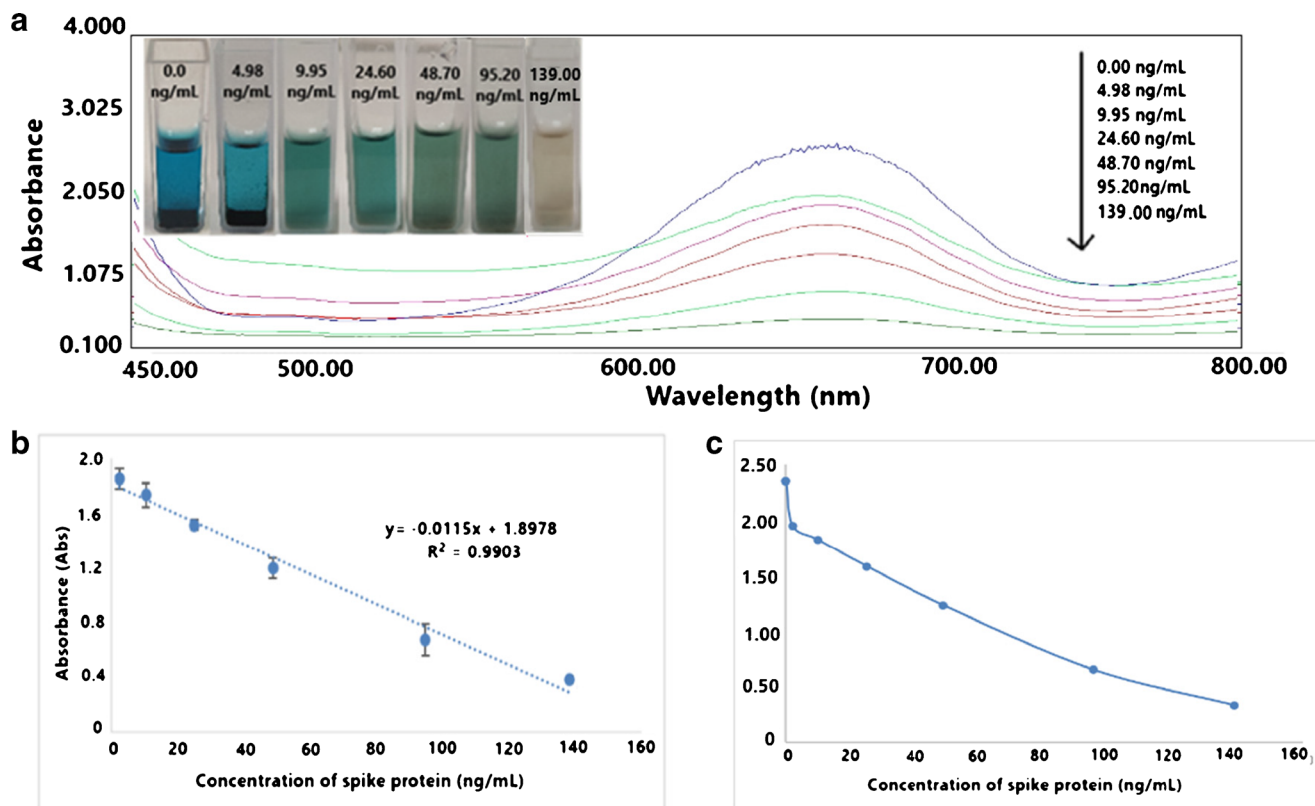 a
4.000
3.025
2.050
1.075
0.100
Absorbance
0.0
ng/mL
4.98
ng/mL
9.95
ng/mL
24.60
ng/mL
48.70
ng/mL
95.20
ng/mL
139.00
ng/mL
0.00 ng/mL
4.98 ng/mL
9.95 ng/mL
24.60 ng/mL
48.70 ng/mL
95.20ng/mL
139.00 ng/mL
450.00 500.00 600.00 700.00 800.00
Wavelength (nm)
b
2.0
1.6
1.2
0.8
0.4
0
Absorbance (Abs)
y= -0.0115x + 1.8978
R² = 0.9903
0 20 40 60 80 100 120 140 160
Concentration of spike protein (ng/mL)
c
2.50
2.00
1.50
1.00
0.50
0
0 20 40 60 80 100 120 140 160
Concentration of spike protein (ng/mL)